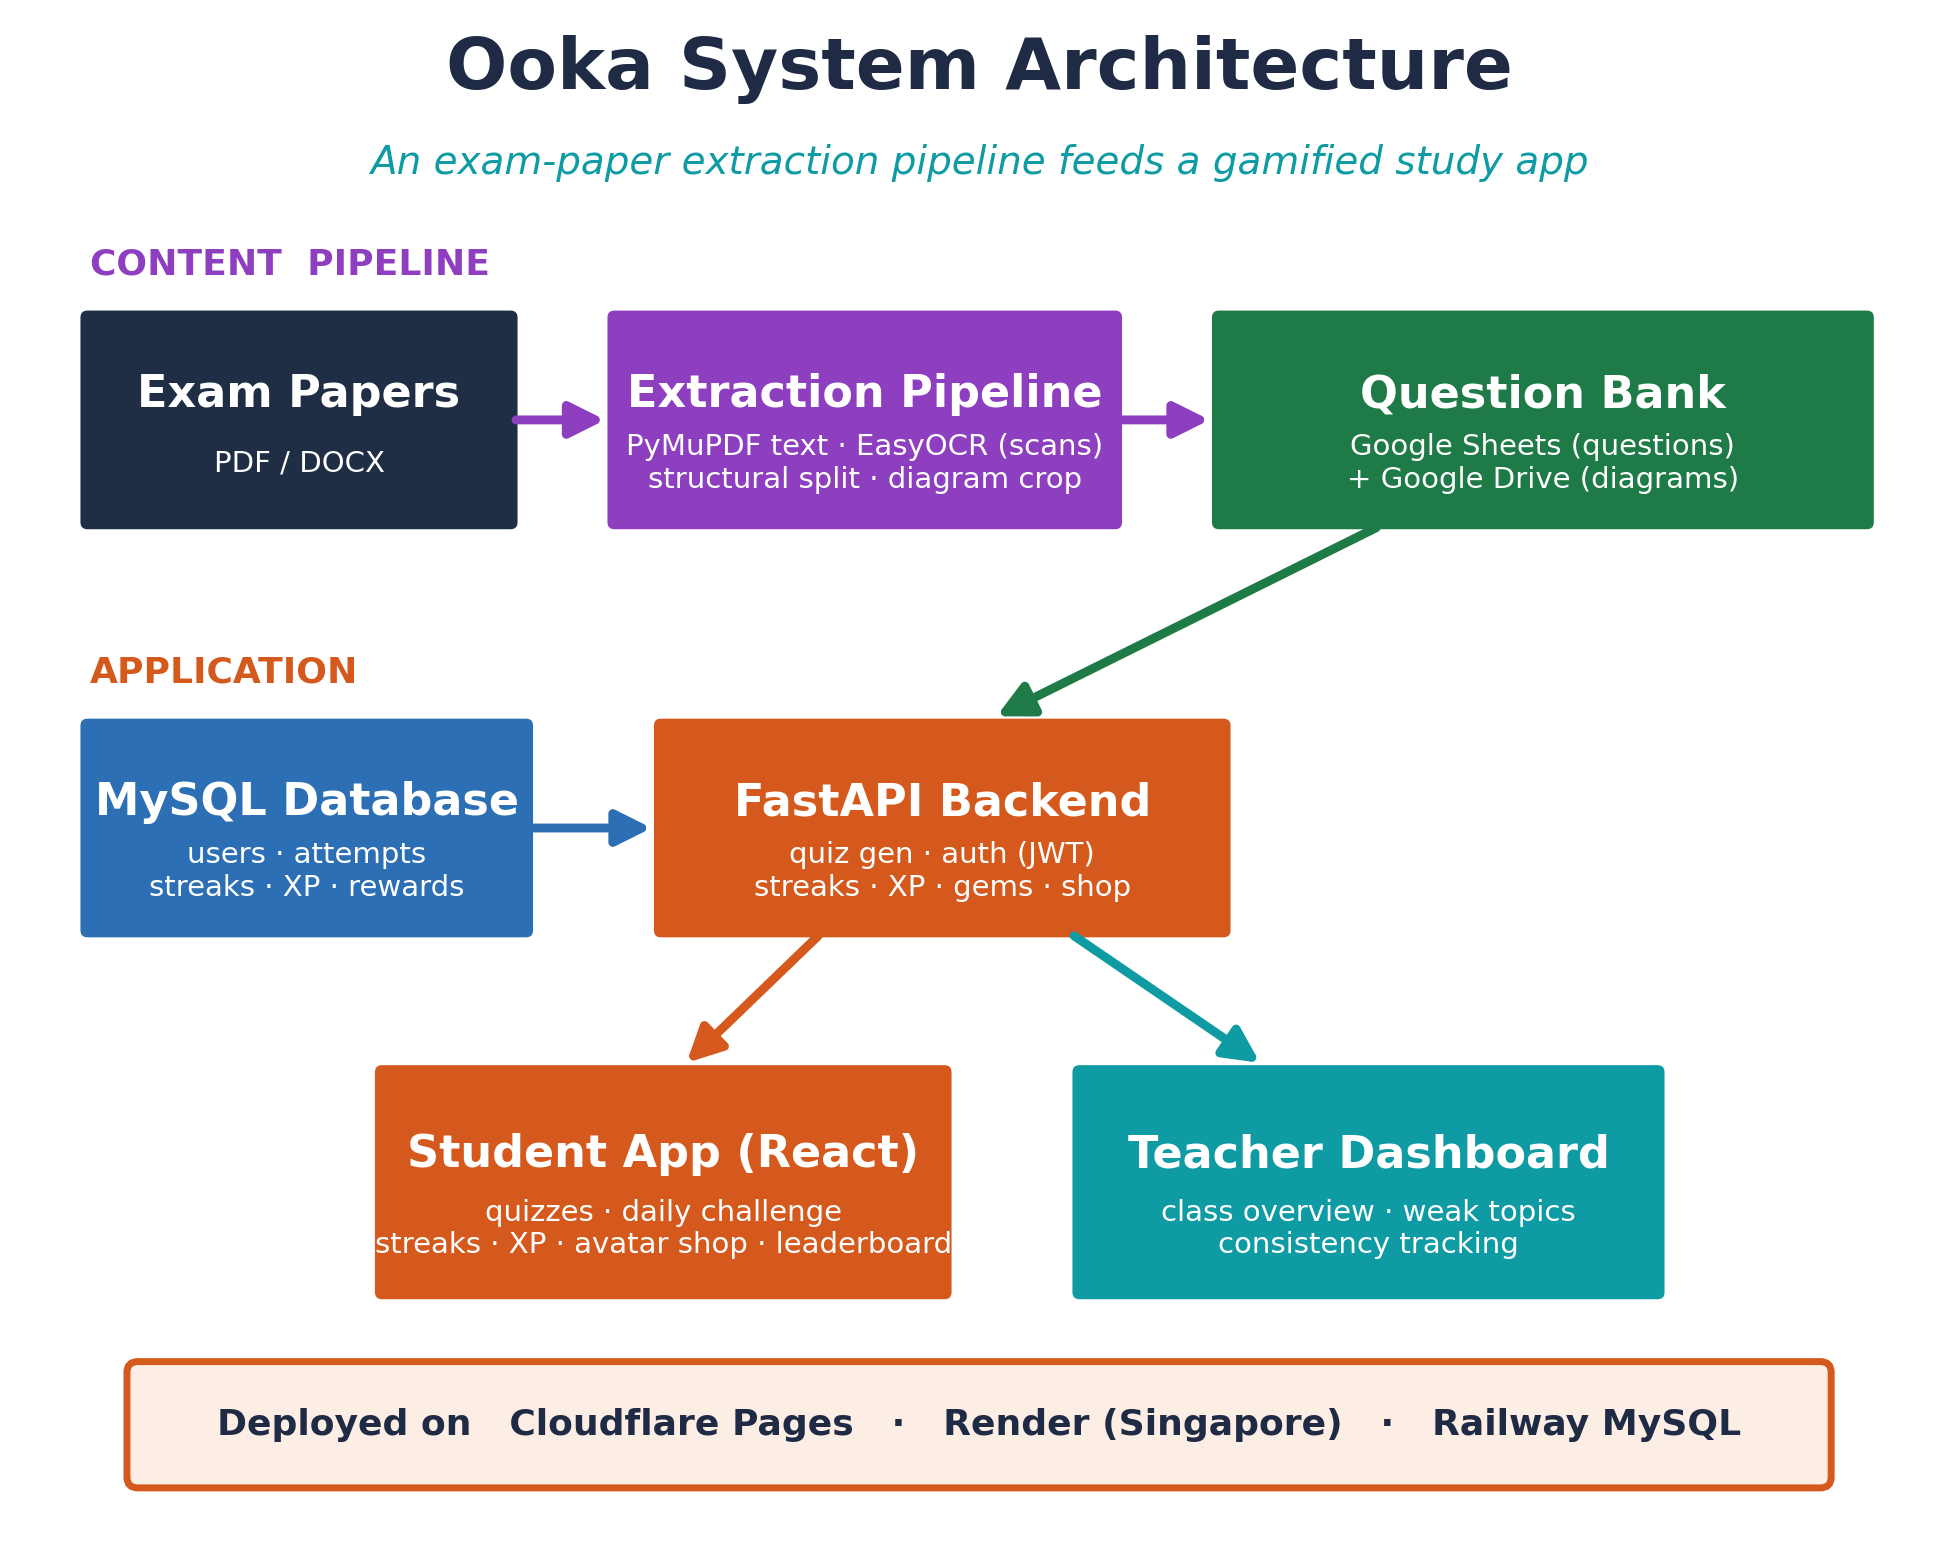 Ooka System Architecture
An exam-paper extraction pipeline feeds a gamified study app
CONTENT PIPELINE
Exam Papers
PDF / DOCX
Extraction Pipeline
PyMuPDF text · EasyOCR (scans)
structural split · diagram crop
Question Bank
Google Sheets (questions)
+ Google Drive (diagrams)
APPLICATION
MySQL Database
users · attempts
streaks · XP · rewards
FastAPI Backend
quiz gen · auth (JWT)
streaks · XP · gems · shop
Student App (React)
quizzes · daily challenge
streaks · XP · avatar shop · leaderboard
Teacher Dashboard
class overview · weak topics
consistency tracking
Deployed on Cloudflare Pages · Render (Singapore) · Railway MySQL